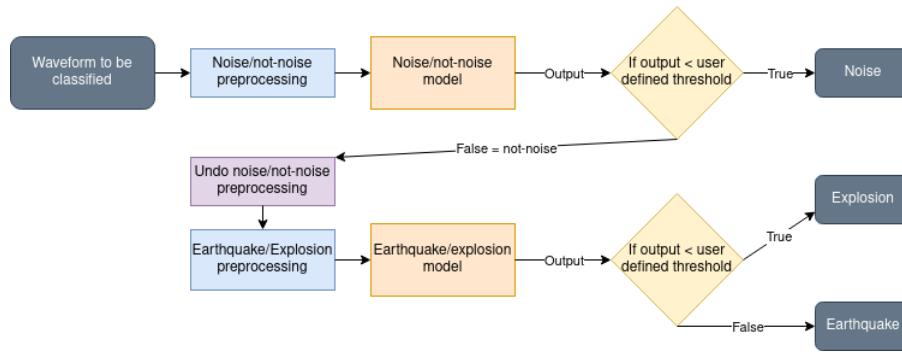 Waveform to be
classified
Noise/not-noise
preprocessing
Noise/not-noise
model
Output
If output < user
defined threshold
True
Noise
False = not-noise
Undo noise/not-noise
preprocessing
Earthquake/Explosion
preprocessing
Earthquake/explosion
model
Output
If output < user
defined threshold
True
Explosion
False
Earthquake